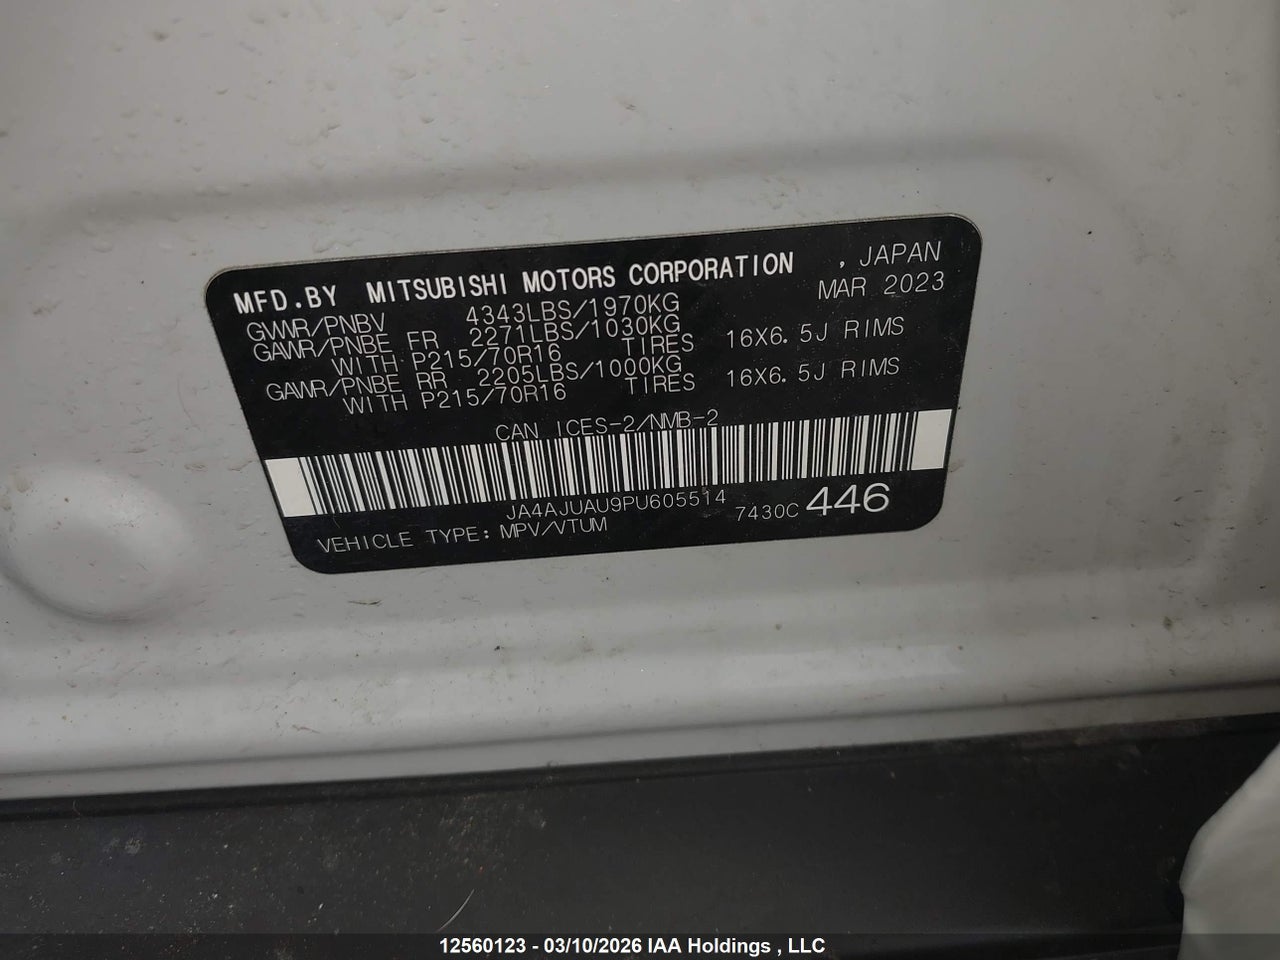 MFD.BY MITSUBISHI MOTORS CORPORATION , JAPAN
GVWR/PNBV 4343LBS/1970KG MAR 2023
GAWR/PNBE FR 2271LBS/1030KG
WITH P215/70R16 TIRES 16X6.5J RIMS
GAWR/PNBE RR 2205LBS/1000KG
WITH P215/70R16 TIRES 16X6.5J RIMS
CAN ICES-2/NMB-2
JA4AJUAU9PU605514 7430C 446
VEHICLE TYPE: MPV/VTUM
12560123 - 03/10/2026 IAA Holdings , LLC